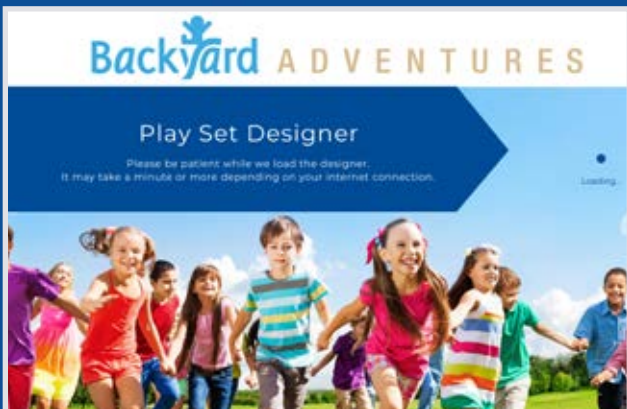 Backyard ADVENTURES
Play Set Designer
Please be patient while we load the designer.
It may take a minute or more depending on your internet connection.
Loading...